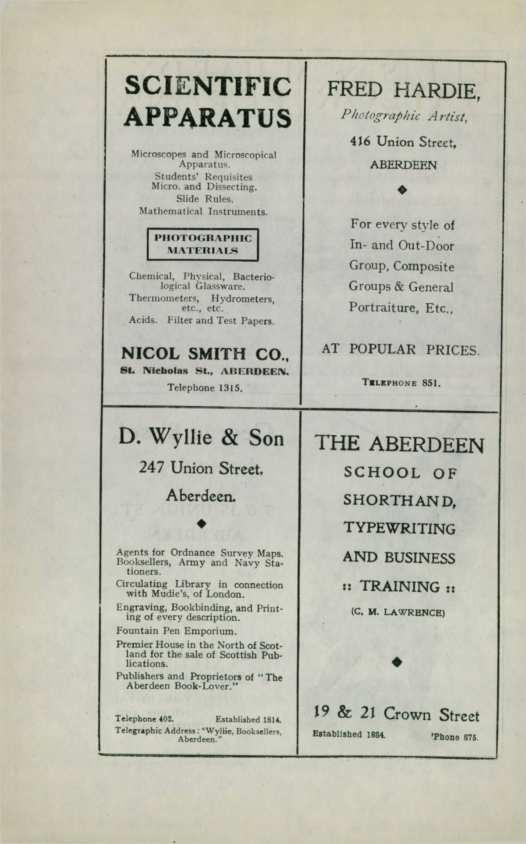 SCIENTIFIC
APPARATUS
Microscopes and Microscopical
Apparatus.
Students' Requisites
Micro. and Dissecting.
Slide Rules.
Mathematical Instruments.
PHOTOGRAPHIC
MATERIALS
Chemical, Physical, Bacterio-
logical Glassware.
Thermometers, Hydrometers,
etc., etc.
Acids. Filter and Test Papers.
NICOL SMITH CO.,
St. Nicholas St., ABERDEEN.
Telephone 1315.
FRED HARDIE,
Photographic Artist,
416 Union Street,
ABERDEEN
For every style of
In- and Out-Door
Group, Composite
Groups & General
Portraiture, Etc.,
AT POPULAR PRICES.
TELEPHONE 851.
D. Wyllie & Son
247 Union Street,
Aberdeen.
Agents for Ordnance Survey Maps.
Booksellers, Army and Navy Sta-
tioners.
Circulating Library in connection
with Mudie's, of London.
Engraving, Bookbinding, and Print-
ing of every description.
Fountain Pen Emporium.
Premier House in the North of Scot-
land for the sale of Scottish Pub-
lications.
Publishers and Proprietors of "The
Aberdeen Book-Lover."
Telephone 402. Established 1814.
Telegraphic Address: "Wyllie, Booksellers,
Aberdeen."
THE ABERDEEN
SCHOOL OF
SHORTHAND,
TYPEWRITING
AND BUSINESS
:: TRAINING ::
(C. M. LAWRENCE)
19 & 21 Crown Street
Established 1884. 'Phone 875.